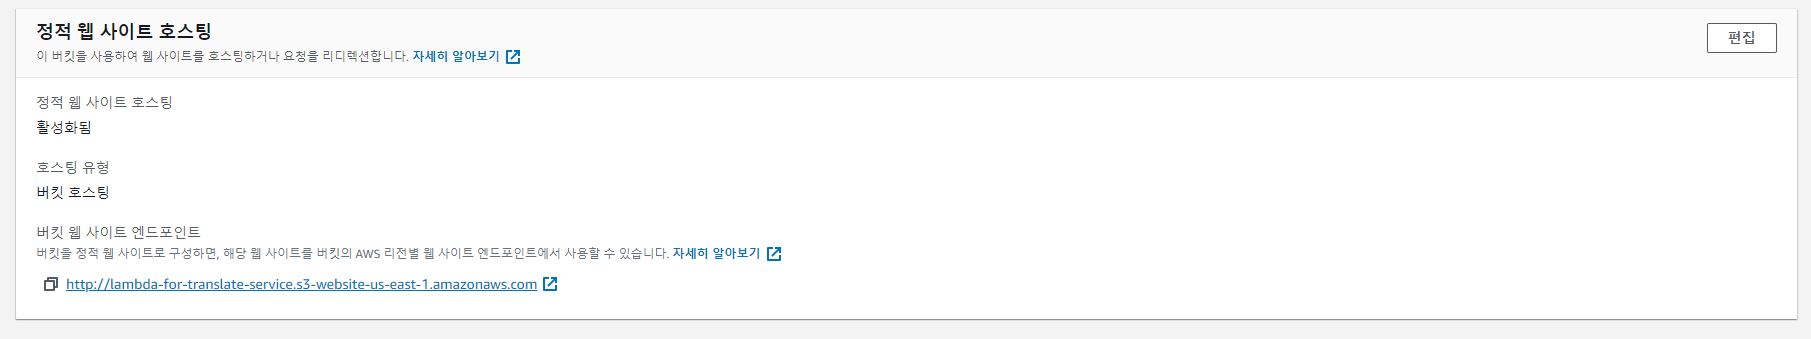 정적 웹 사이트 호스팅
편집
이 버킷을 사용하여 웹 사이트를 호스팅하거나 요청을 리디렉션합니다. 자세히 알아보기
정적 웹 사이트 호스팅
활성화됨
호스팅 유형
버킷 호스팅
버킷 웹 사이트 엔드포인트
버킷을 정적 웹 사이트로 구성하면, 해당 웹 사이트를 버킷의 AWS 리전별 웹 사이트 엔드포인트에서 사용할 수 있습니다. 자세히 알아보기
http://lambda-for-translate-service.s3-website-us-east-1.amazonaws.com